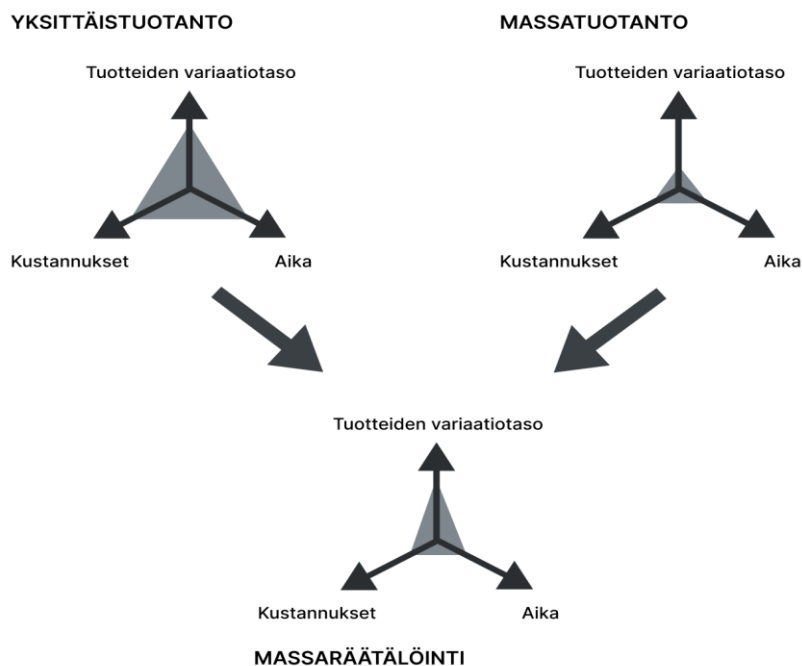 YKSITTÄISTUOTANTO
Tuotteiden variaatiotaso
Kustannukset
Aika
MASSATUOTANTO
Tuotteiden variaatiotaso
Kustannukset
Aika
Tuotteiden variaatiotaso
Kustannukset
Aika
MASSARÄÄTÄLÖINTI